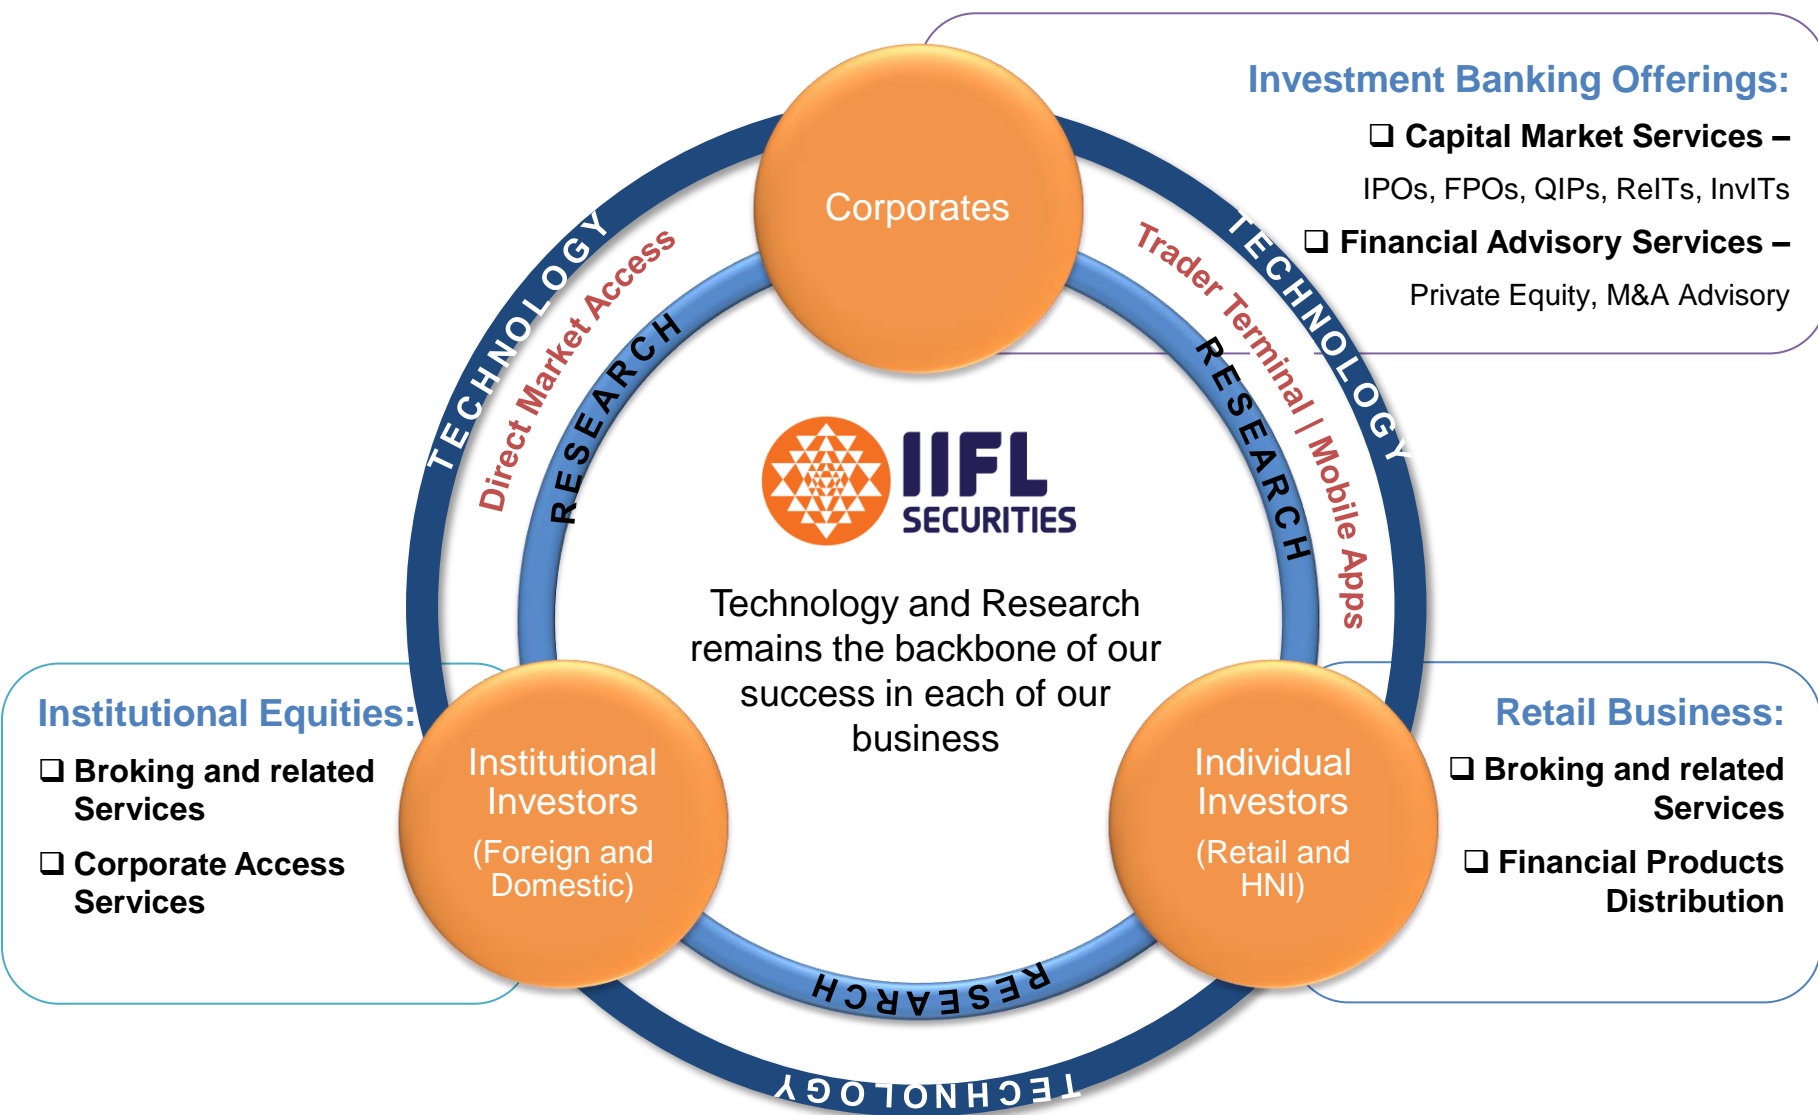 Investment Banking Offerings:
❑ Capital Market Services –
IPOs, FPOs, QIPs, ReITs, InvITs
❑ Financial Advisory Services –
Private Equity, M&A Advisory
Corporates
TECHNOLOGY
Direct Market Access
RESEARCH
TECHNOLOGY
Trader Terminal | Mobile Apps
RESEARCH
IIFL
SECURITIES
Technology and Research
remains the backbone of our
success in each of our
business
Institutional Equities:
❑ Broking and related
Services
❑ Corporate Access
Services
Institutional
Investors
(Foreign and
Domestic)
Individual
Investors
(Retail and
HNI)
Retail Business:
❑ Broking and related
Services
❑ Financial Products
Distribution
RESEARCH
TECHNOLOGY